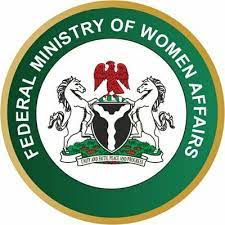 FEDERAL MINISTRY OF WOMEN AFFAIRS
UNITY AND FAITH, PEACE AND PROGRESS